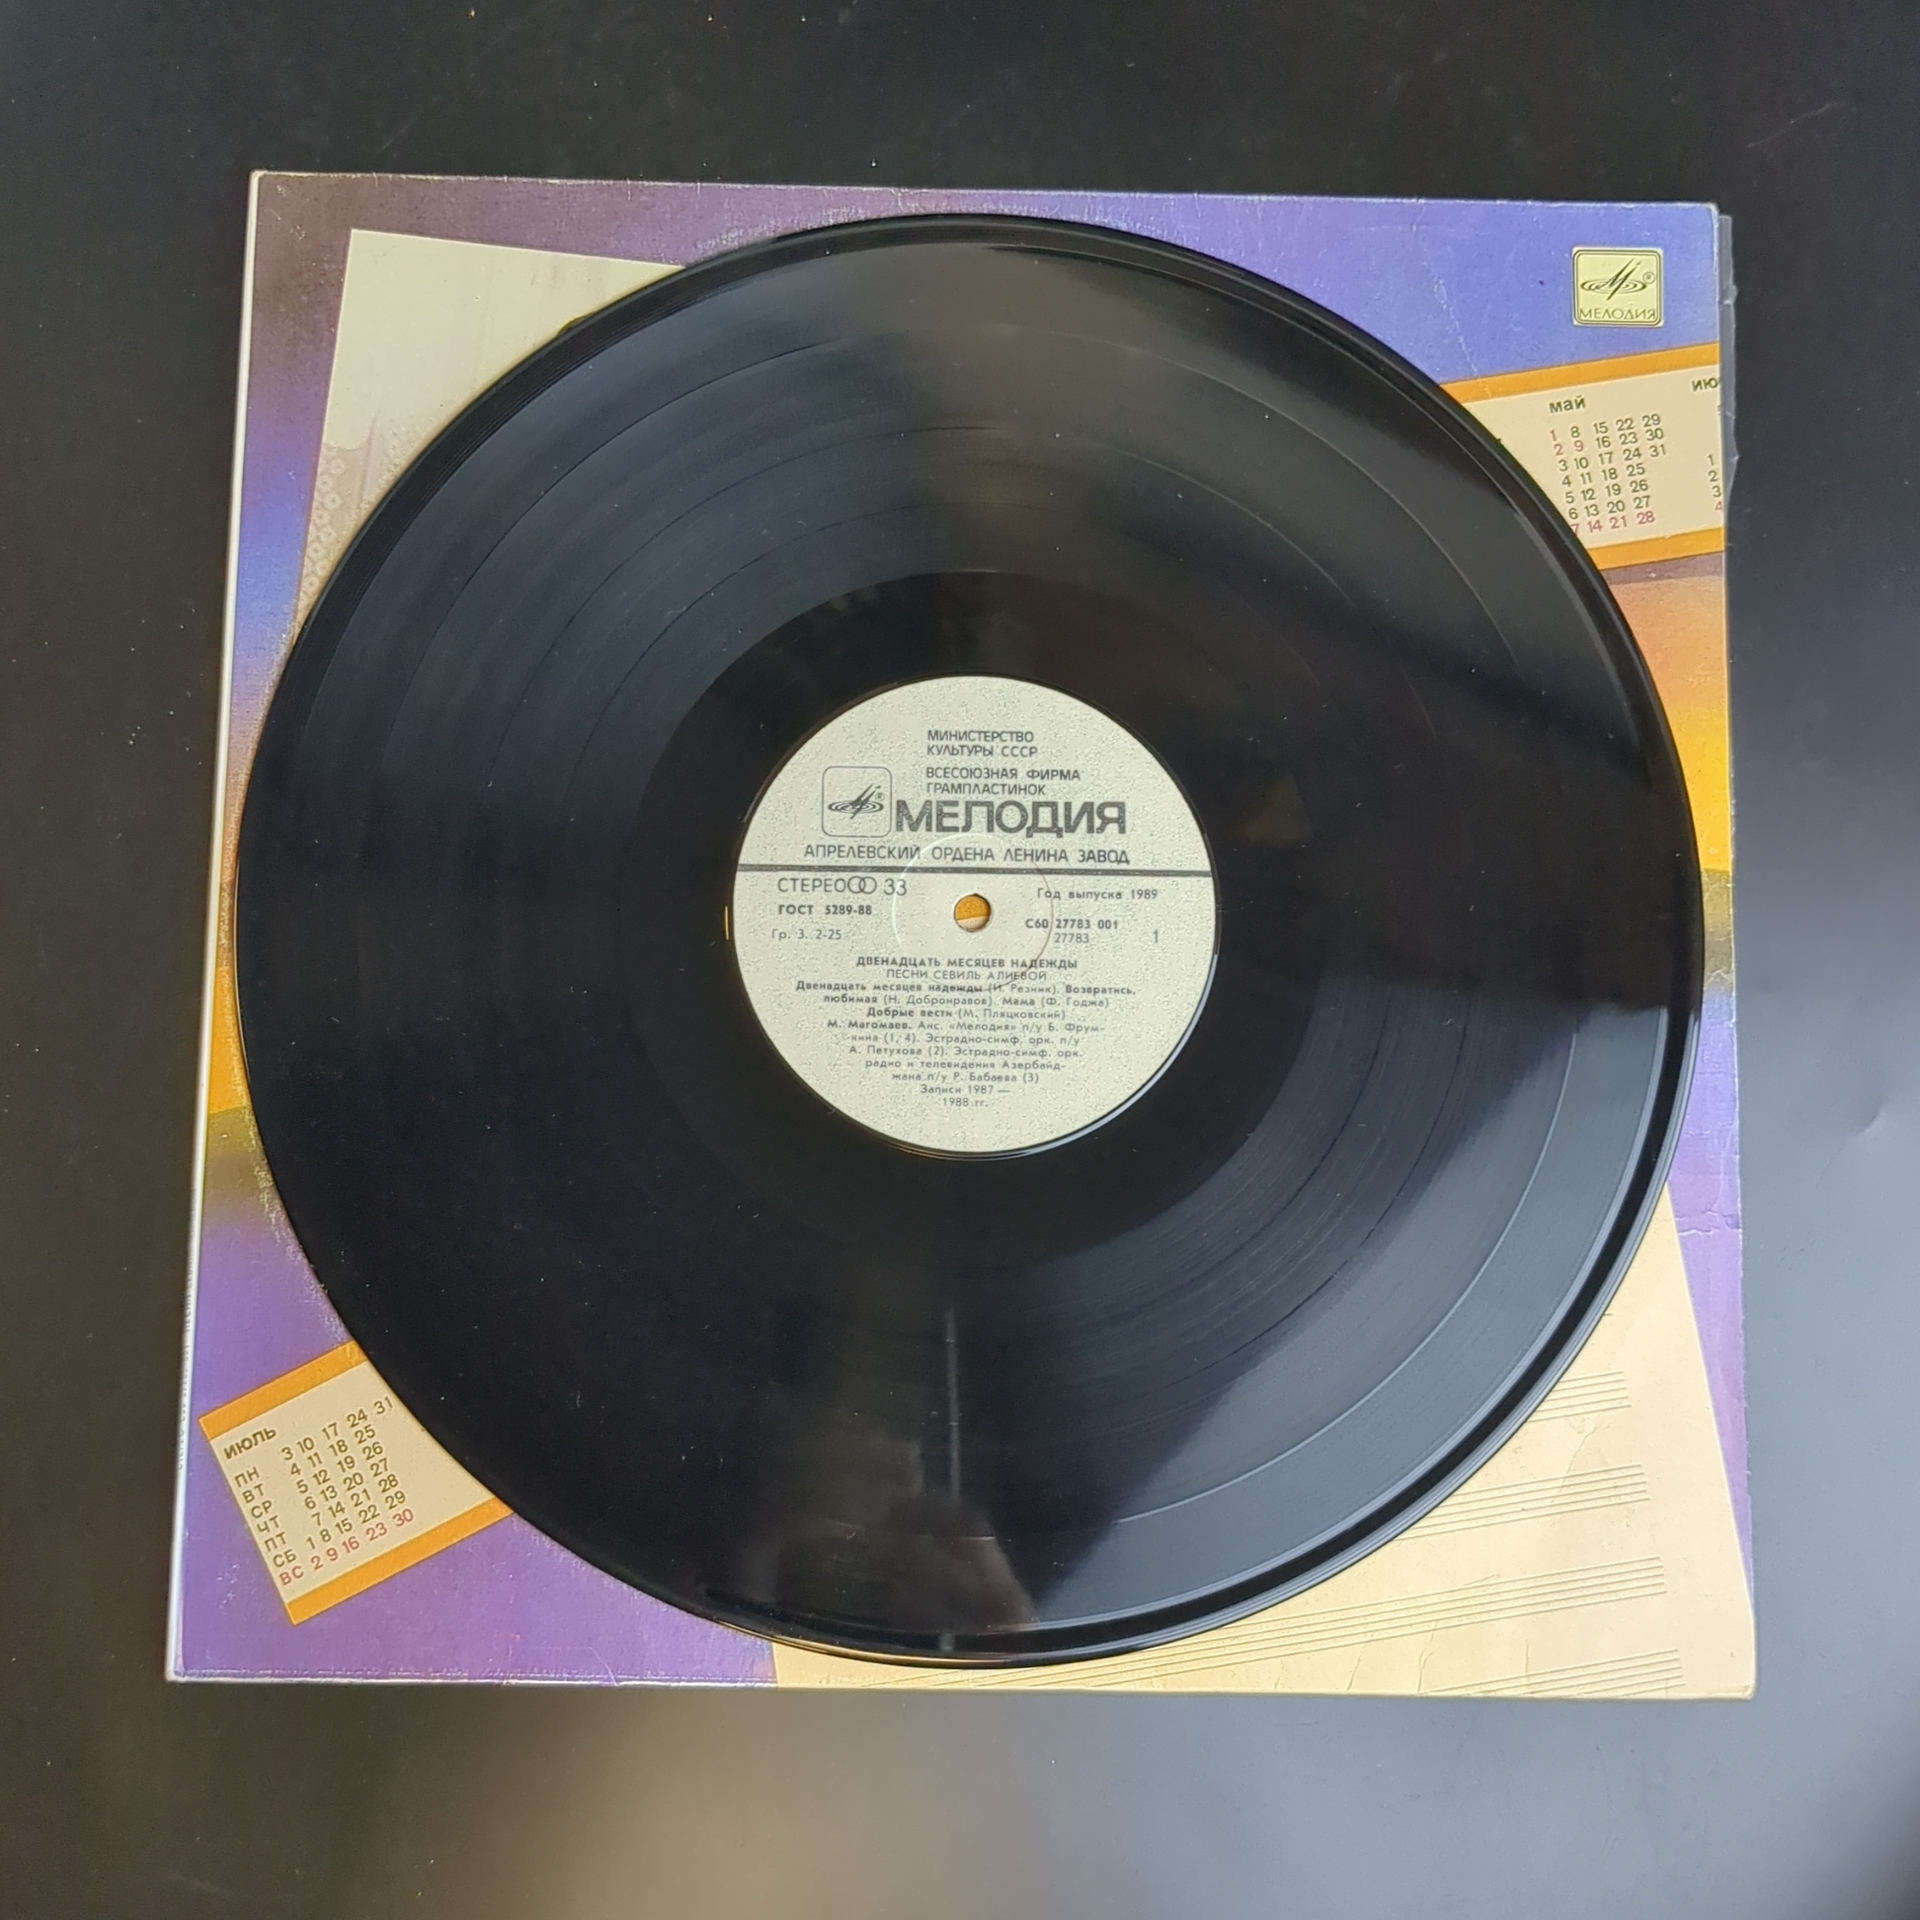 МЕЛОДИЯ
май
1 8 15 22 29
2 9 16 23 30
3 10 17 24 31
4 11 18 25
5 12 19 26
6 13 20 27
7 14 21 28
ИЮ
1
2
3
4
МИНИСТЕРСТВО
КУЛЬТУРЫ СССР
ВСЕСОЮЗНАЯ ФИРМА
ГРАМПЛАСТИНОК
МЕЛОДИЯ
АПРЕЛЕВСКИЙ ОРДЕНА ЛЕНИНА ЗАВОД
СТЕРЕО 33
Год выпуска 1989
ГОСТ 5289-88
С60 27783 001
Гр. 3. 2-25
27783
1
ДВЕНАДЦАТЬ МЕСЯЦЕВ НАДЕЖДЫ
ПЕСНИ СЕВИЛЬ АЛИЕВОЙ
Двенадцать месяцев надежды (И. Резник). Возвратись,
любимая (Н. Добронравов). Мама (Ф. Годжа)
Добрые вести (М. Пляцковский)
М. Магомаев. Анс. «Мелодия» п/у Б. Фрум-
кина (1, 4). Эстрадно-симф. орк. п/у
А. Петухова (2). Эстрадно-симф. орк.
радио и телевидения Азербайд-
жана п/у Р. Бабаева (3)
Записи 1987 —
1988 гг.
ИЮЛЬ
ПН 3 10 17 24 31
ВТ 4 11 18 25
СР 5 12 19 26
ЧТ 6 13 20 27
ПТ 7 14 21 28
СБ 1 8 15 22 29
ВС 2 9 16 23 30